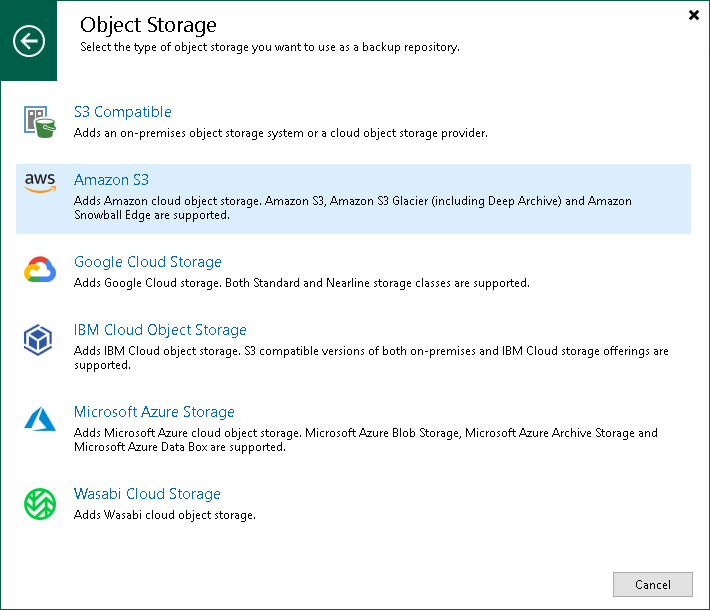 Object Storage
Select the type of object storage you want to use as a backup repository.
S3 Compatible
Adds an on-premises object storage system or a cloud object storage provider.
aws
Amazon S3
Adds Amazon cloud object storage. Amazon S3, Amazon S3 Glacier (including Deep Archive) and Amazon
Snowball Edge are supported.
Google Cloud Storage
Adds Google Cloud storage. Both Standard and Nearline storage classes are supported.
IBM Cloud Object Storage
Adds IBM Cloud object storage. S3 compatible versions of both on-premises and IBM Cloud storage offerings are
supported.
Microsoft Azure Storage
Adds Microsoft Azure cloud object storage. Microsoft Azure Blob Storage, Microsoft Azure Archive Storage and
Microsoft Azure Data Box are supported.
Wasabi Cloud Storage
Adds Wasabi cloud object storage.
Cancel